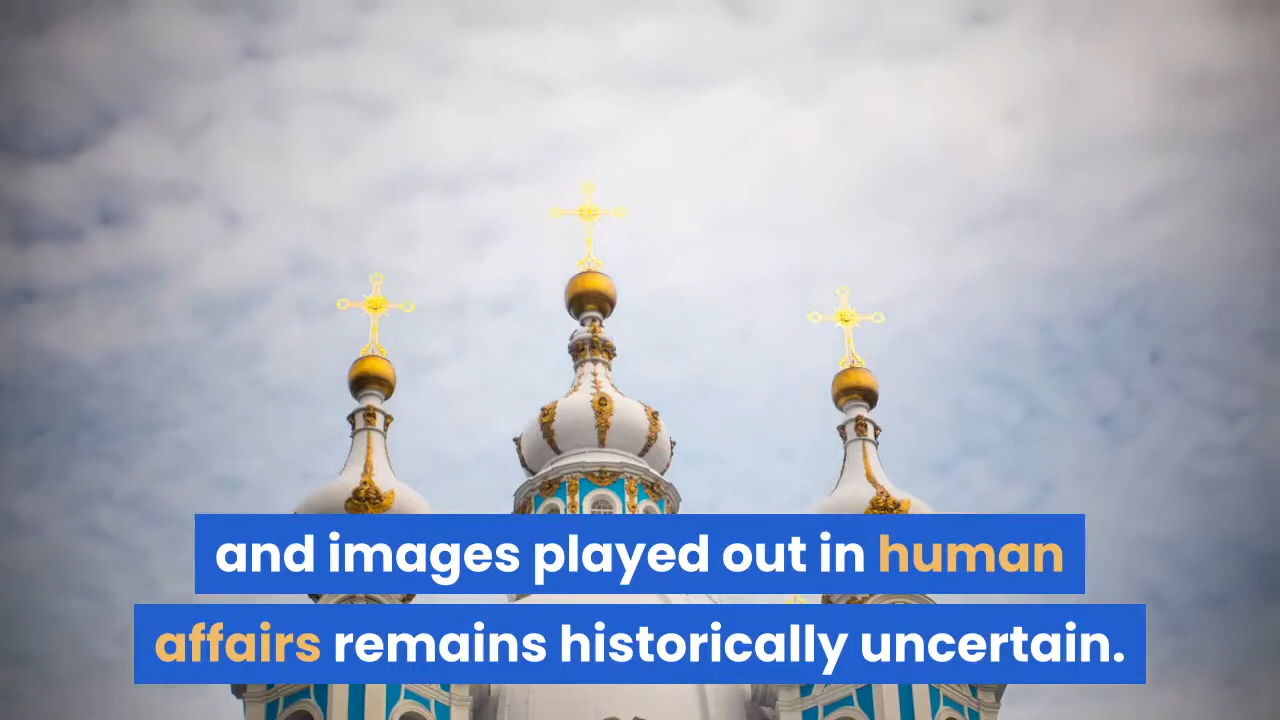 and images played out in human
affairs remains historically uncertain.